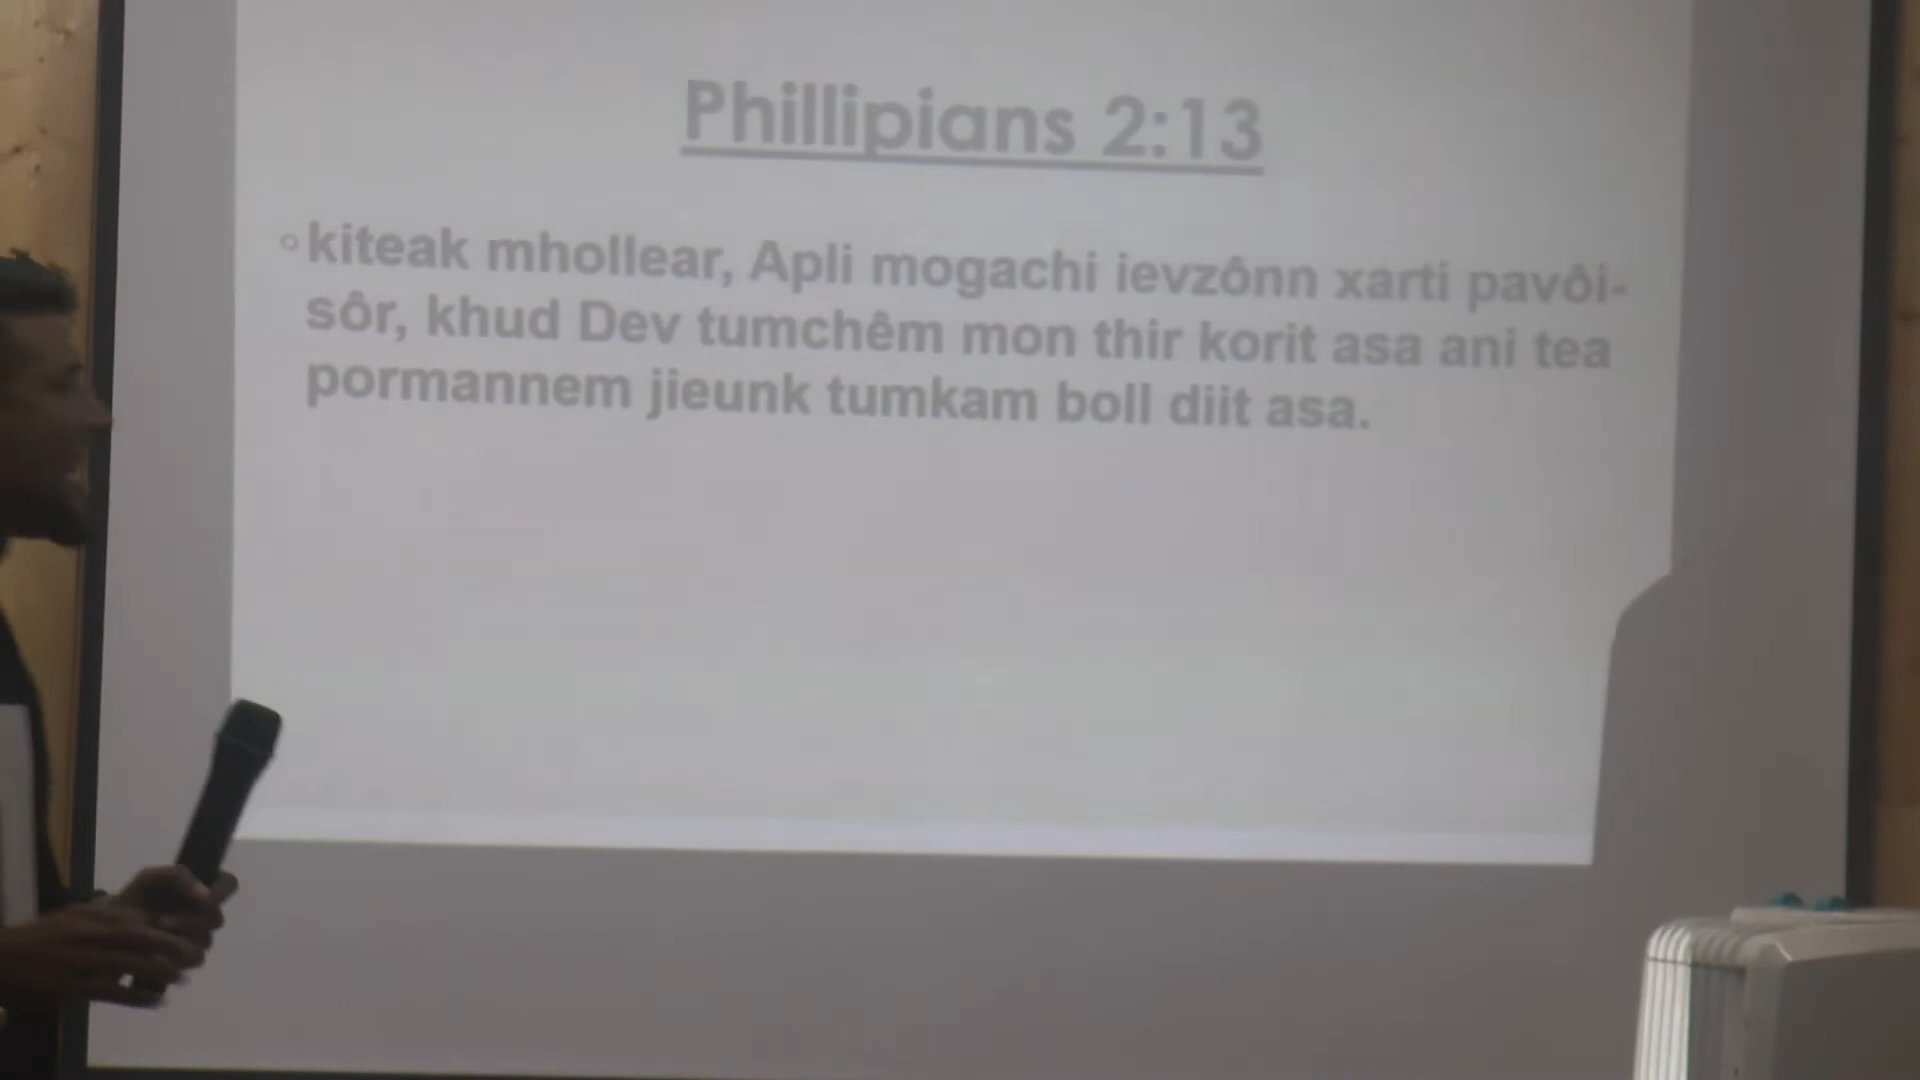 Phillipians 2:13
kiteak mhollear, Apli mogachi ievzônn xarti pavôi-
sôr, khud Dev tumchêm mon thir korit asa ani tea
pormannem jieunk tumkam boll diit asa.